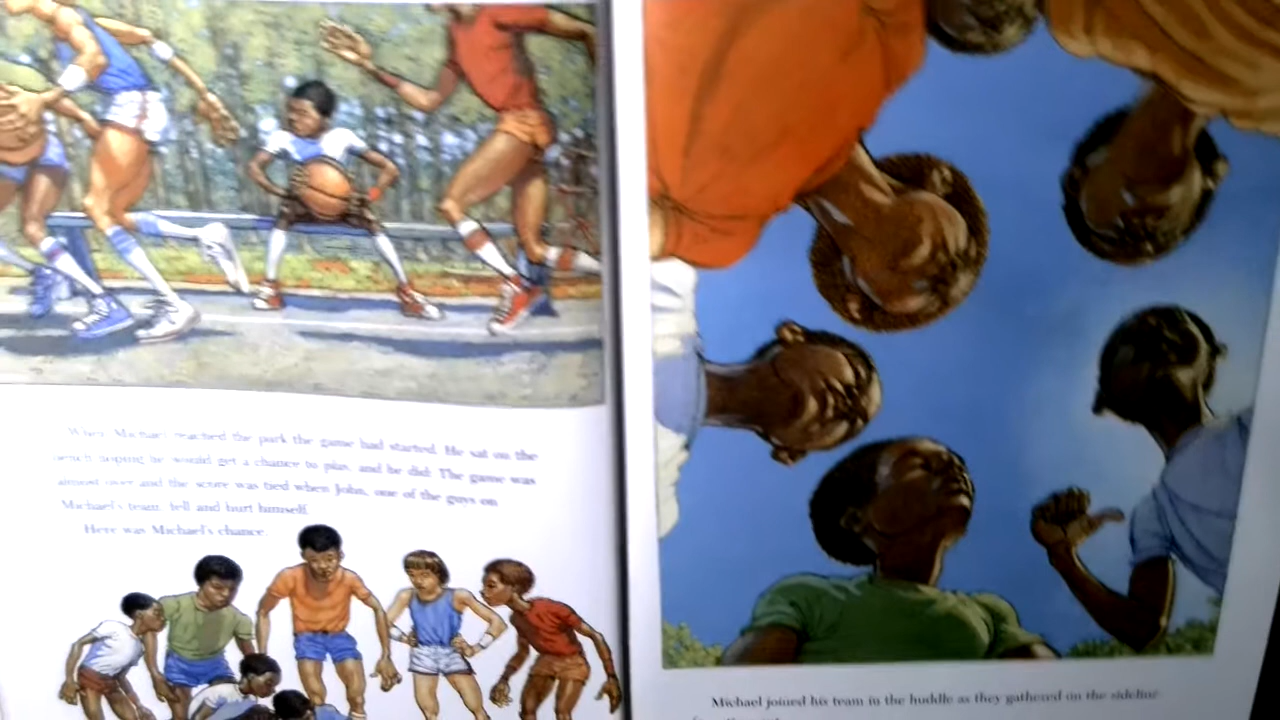 When Michael reached the park the game had started. He sat on the
bench hoping he would get a chance to play, and he did! The game was
almost over and the score was tied when John, one of the guys on
Michael's team, fell and hurt himself.
Here was Michael's chance.
Michael joined his team in the huddle as they gathered on the sideline